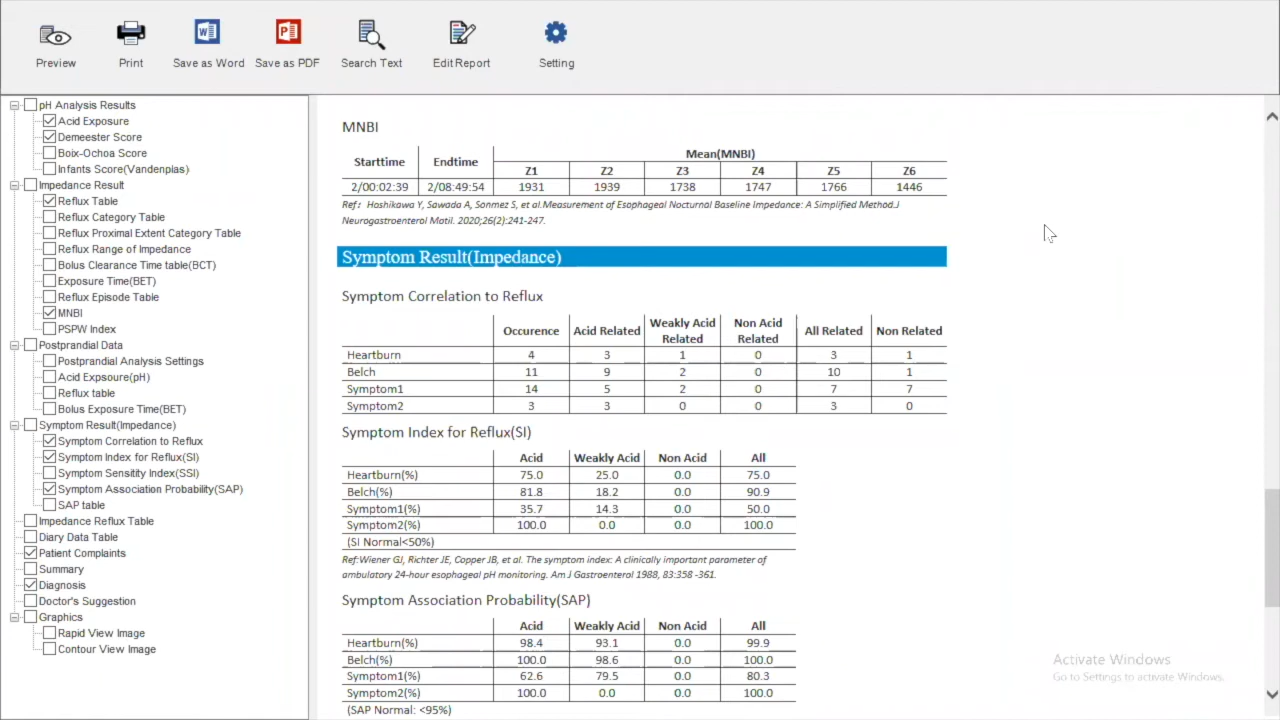 Preview Print Save as Word Save as PDF Search Text Edit Report Setting
pH Analysis Results
Acid Exposure
Demeester Score
Boix-Ochoa Score
Infants Score(Vandenplas)
Impedance Result
Reflux Table
Reflux Category Table
Reflux Proximal Extent Category Table
Reflux Range of Impedance
Bolus Clearance Time table(BCT)
Exposure Time(BET)
Reflux Episode Table
MNBI
PSPW Index
Postprandial Data
Postprandial Analysis Settings
Acid Expsoure(pH)
Reflux table
Bolus Exposure Time(BET)
Symptom Result(Impedance)
Symptom Correlation to Reflux
Symptom Index for Reflux(SI)
Symptom Sensitity Index(SSI)
Symptom Association Probability(SAP)
SAP table
Impedance Reflux Table
Diary Data Table
Patient Complaints
Summary
Diagnosis
Doctor's Suggestion
Graphics
Rapid View Image
Contour View Image
MNBI
Starttime Endtime Mean(MNBI)
Z1 Z2 Z3 Z4 Z5 Z6
2/00:02:39 2/08:49:54 1931 1939 1738 1747 1766 1446
Ref: Hoshikawa Y, Sawada A, Sonmez S, et al.Measurement of Esophageal Nocturnal Baseline Impedance: A Simplified Method.J
Neurogastroenterol Motil. 2020;26(2):241-247.
Symptom Result(Impedance)
Symptom Correlation to Reflux
Occurence Acid Related Weakly Acid Related Non Acid Related All Related Non Related
Heartburn 4 3 1 0 3 1
Belch 11 9 2 0 10 1
Symptom1 14 5 2 0 7 7
Symptom2 3 3 0 0 3 0
Symptom Index for Reflux(SI)
Acid Weakly Acid Non Acid All
Heartburn(%) 75.0 25.0 0.0 75.0
Belch(%) 81.8 18.2 0.0 90.9
Symptom1(%) 35.7 14.3 0.0 50.0
Symptom2(%) 100.0 0.0 0.0 100.0
(SI Normal<50%)
Ref:Wiener GJ, Richter JE, Copper JB, et al. The symptom index: A clinically important parameter of
ambulatory 24-hour esophageal pH monitoring. Am J Gastroenterol 1988, 83:358 -361.
Symptom Association Probability(SAP)
Acid Weakly Acid Non Acid All
Heartburn(%) 98.4 93.1 0.0 99.9
Belch(%) 100.0 98.6 0.0 100.0
Symptom1(%) 62.6 79.5 0.0 80.3
Symptom2(%) 100.0 0.0 0.0 100.0
(SAP Normal: <95%)
Activate Windows
Go to Settings to activate Windows.